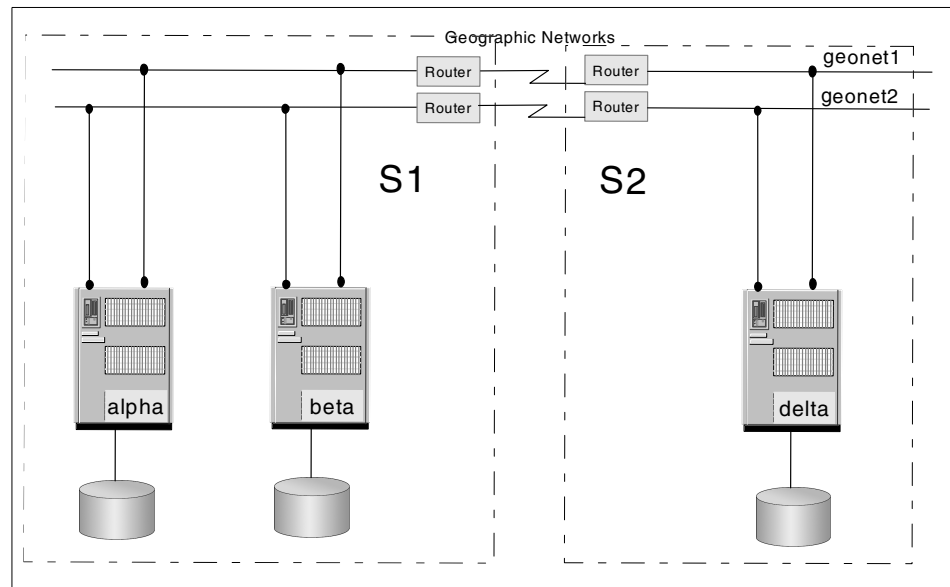 Geographic Networks
Router
Router
geonet1
Router
Router
geonet2
S1
S2
alpha
beta
delta